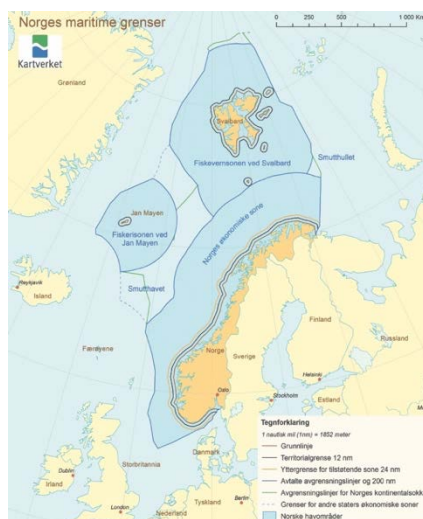 Norges maritime grenser
Kartverket
250 500 1 000 Km
Grønland
Svalbard
Fiskevernsonen ved
Svalbard
Smutthullet
Jan Mayen
Fiskerisonen ved
Jan Mayen
Norges økonomiske sone
Smutthavet
Reykjavik
Island
Færøyene
Norge
Sverige
Finland
Russland
Oslo
Helsinki
Stockholm
Estland
Danmark
Storbritannia
Dublin
Irland
London
Nederland
Tyskland
Berlin
Tegnforklaring
1 nautisk mil (1nm) = 1852 meter
Grunnlinje
Territorialgrense 12 nm
Yttergrense for tilstøtende sone 24 nm
Avtalte avgrensningslinjer og 200 nm
Avgrensningslinjer for Norges kontinentalsokkel
Grenser for andre staters økonomiske soner
Norske havområder